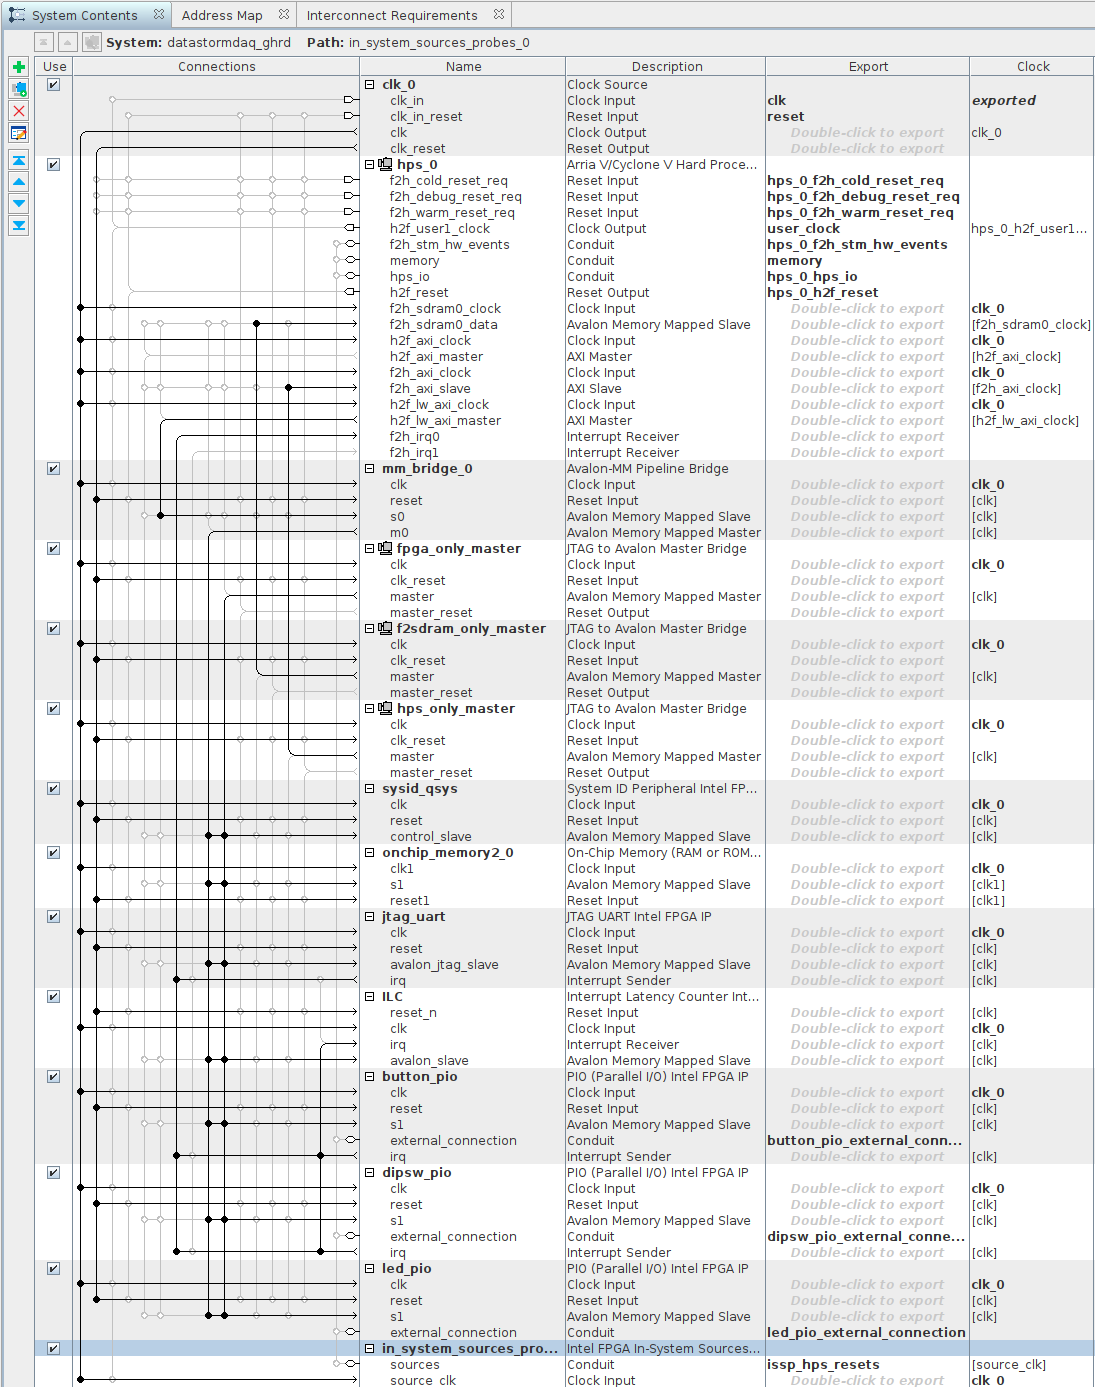 System Contents Address Map Interconnect Requirements
System: datastormdaq_ghrd Path: in_system_sources_probes_0
Use Connections Name Description Export Clock
clk_0 Clock Source
clk_in Clock Input clk exported
clk_in_reset Reset Input reset
clk Clock Output Double-click to export clk_0
clk_reset Reset Output Double-click to export
hps_0 Arria V/Cyclone V Hard Proce...
f2h_cold_reset_req Reset Input hps_0_f2h_cold_reset_req
f2h_debug_reset_req Reset Input hps_0_f2h_debug_reset_req
f2h_warm_reset_req Reset Input hps_0_f2h_warm_reset_req
h2f_user1_clock Clock Output user_clock hps_0_h2f_user1...
f2h_stm_hw_events Conduit hps_0_f2h_stm_hw_events
memory Conduit memory
hps_io Conduit hps_0_hps_io
h2f_reset Reset Output hps_0_h2f_reset
f2h_sdram0_clock Clock Input Double-click to export clk_0
f2h_sdram0_data Avalon Memory Mapped Slave Double-click to export [f2h_sdram0_clock]
h2f_axi_clock Clock Input Double-click to export clk_0
h2f_axi_master AXI Master Double-click to export [h2f_axi_clock]
f2h_axi_clock Clock Input Double-click to export clk_0
f2h_axi_slave AXI Slave Double-click to export [f2h_axi_clock]
h2f_lw_axi_clock Clock Input Double-click to export clk_0
h2f_lw_axi_master AXI Master Double-click to export [h2f_lw_axi_clock]
f2h_irq0 Interrupt Receiver Double-click to export
f2h_irq1 Interrupt Receiver Double-click to export
mm_bridge_0 Avalon-MM Pipeline Bridge
clk Clock Input Double-click to export clk_0
reset Reset Input Double-click to export [clk]
s0 Avalon Memory Mapped Slave Double-click to export [clk]
m0 Avalon Memory Mapped Master Double-click to export [clk]
fpga_only_master JTAG to Avalon Master Bridge
clk Clock Input Double-click to export clk_0
clk_reset Reset Input Double-click to export
master Avalon Memory Mapped Master Double-click to export [clk]
master_reset Reset Output Double-click to export
f2sdram_only_master JTAG to Avalon Master Bridge
clk Clock Input Double-click to export clk_0
clk_reset Reset Input Double-click to export
master Avalon Memory Mapped Master Double-click to export [clk]
master_reset Reset Output Double-click to export
hps_only_master JTAG to Avalon Master Bridge
clk Clock Input Double-click to export clk_0
clk_reset Reset Input Double-click to export
master Avalon Memory Mapped Master Double-click to export [clk]
master_reset Reset Output Double-click to export
sysid_qsys System ID Peripheral Intel FP...
clk Clock Input Double-click to export clk_0
reset Reset Input Double-click to export [clk]
control_slave Avalon Memory Mapped Slave Double-click to export [clk]
onchip_memory2_0 On-Chip Memory (RAM or ROM...
clk1 Clock Input Double-click to export clk_0
s1 Avalon Memory Mapped Slave Double-click to export [clk1]
reset1 Reset Input Double-click to export [clk1]
jtag_uart JTAG UART Intel FPGA IP
clk Clock Input Double-click to export clk_0
reset Reset Input Double-click to export [clk]
avalon_jtag_slave Avalon Memory Mapped Slave Double-click to export [clk]
irq Interrupt Sender Double-click to export [clk]
ILC Interrupt Latency Counter Int...
reset_n Reset Input Double-click to export [clk]
clk Clock Input Double-click to export clk_0
irq Interrupt Receiver Double-click to export [clk]
avalon_slave Avalon Memory Mapped Slave Double-click to export [clk]
button_pio PIO (Parallel I/O) Intel FPGA IP
clk Clock Input Double-click to export clk_0
reset Reset Input Double-click to export [clk]
s1 Avalon Memory Mapped Slave Double-click to export [clk]
external_connection Conduit button_pio_external_conn...
irq Interrupt Sender Double-click to export [clk]
dipsw_pio PIO (Parallel I/O) Intel FPGA IP
clk Clock Input Double-click to export clk_0
reset Reset Input Double-click to export [clk]
s1 Avalon Memory Mapped Slave Double-click to export [clk]
external_connection Conduit dipsw_pio_external_conne...
irq Interrupt Sender Double-click to export [clk]
led_pio PIO (Parallel I/O) Intel FPGA IP
clk Clock Input Double-click to export clk_0
reset Reset Input Double-click to export [clk]
s1 Avalon Memory Mapped Slave Double-click to export [clk]
external_connection Conduit led_pio_external_connection
in_system_sources_pro... Intel FPGA In-System Sources...
sources Conduit issp_hps_resets [source_clk]
source_clk Clock Input Double-click to export clk_0